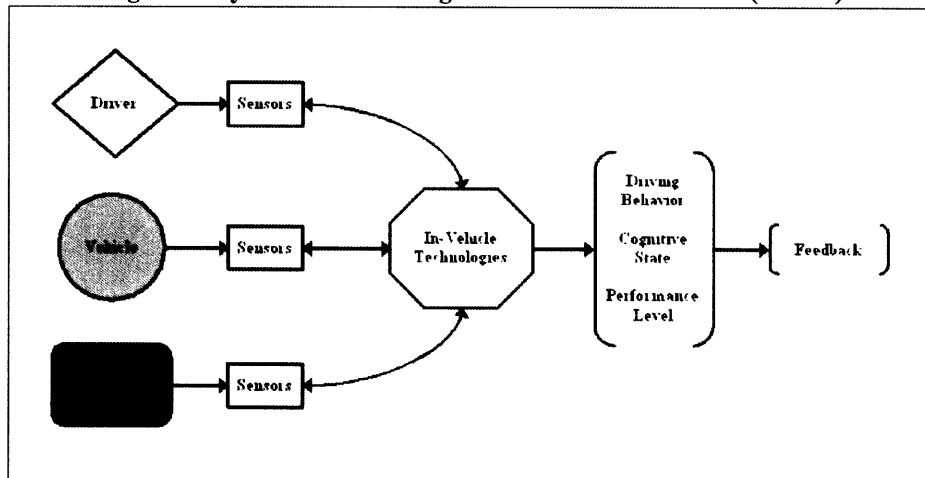 Driver
Sensors
Vehicle
Sensors
Sensors
In-Vehicle
Technologies
Driving
Behavior
Cognitive
State
Performance
Level
Feedback